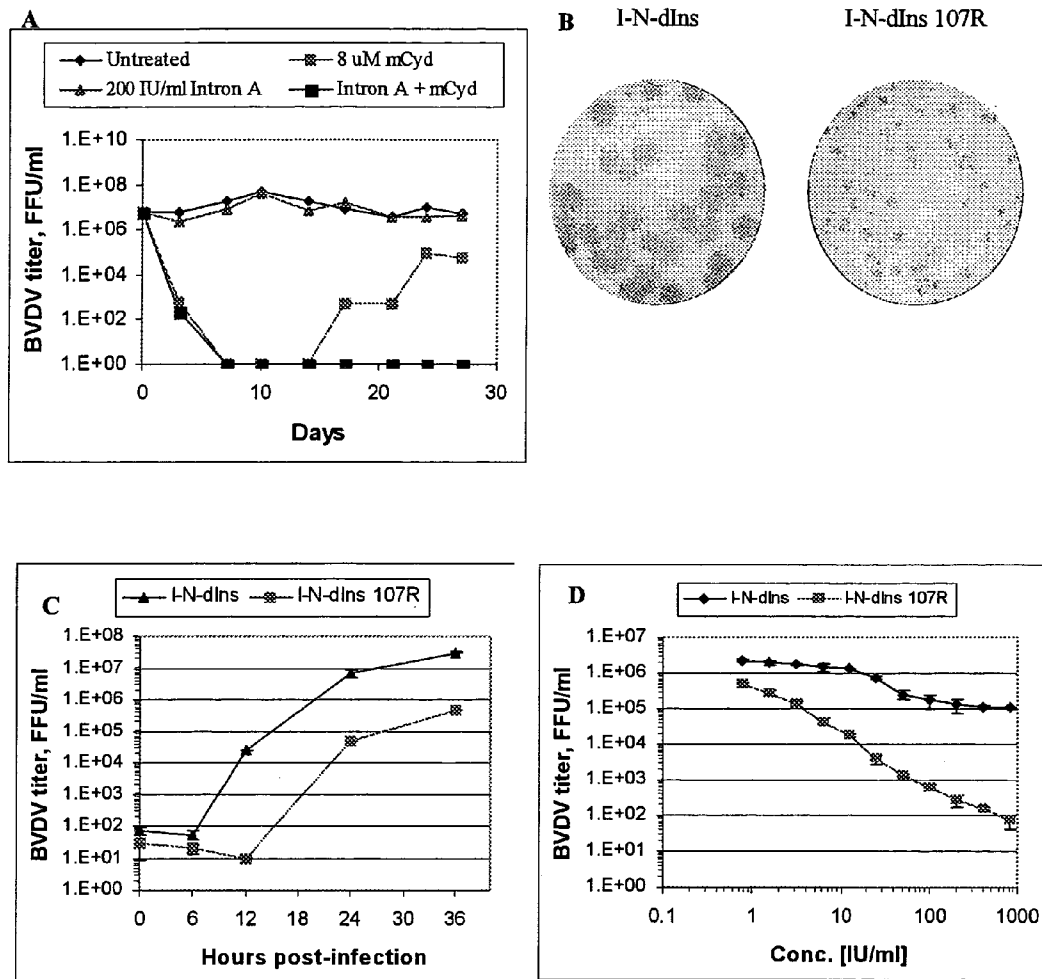 A
Untreated
8 uM mCyd
200 IU/ml Intron A
Intron A + mCyd
BVDV titer, FFU/ml
1.E+10
1.E+08
1.E+06
1.E+04
1.E+02
1.E+00
0
10
20
30
Days
B
I-N-dIns
I-N-dIns 107R
C
I-N-dIns
I-N-dIns 107R
BVDV titer, FFU/ml
1.E+08
1.E+07
1.E+06
1.E+05
1.E+04
1.E+03
1.E+02
1.E+01
1.E+00
0
6
12
18
24
30
36
Hours post-infection
D
I-N-dIns
I-N-dIns 107R
BVDV titer, FFU/ml
1.E+07
1.E+06
1.E+05
1.E+04
1.E+03
1.E+02
1.E+01
1.E+00
0.1
1
10
100
1000
Conc. [IU/ml]